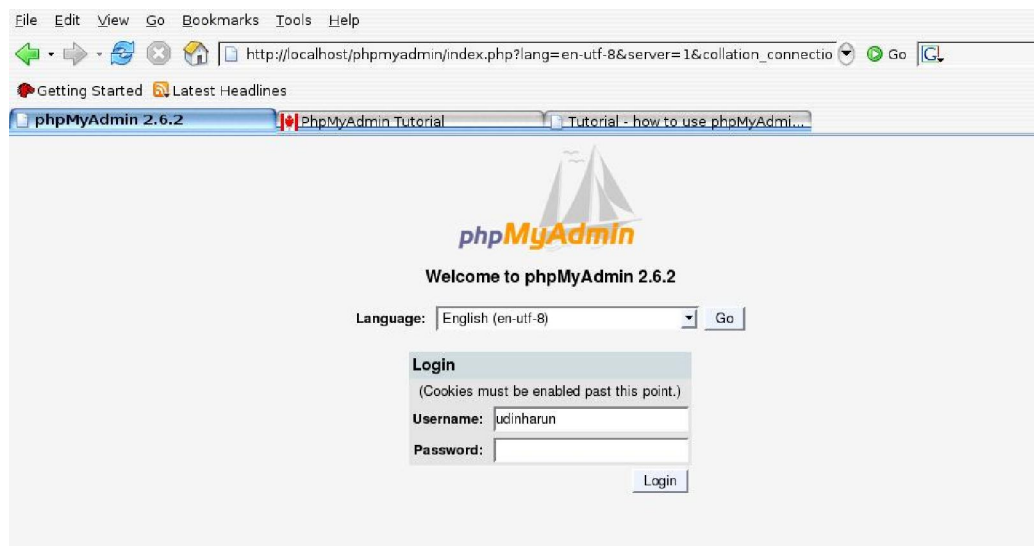 File Edit View Go Bookmarks Tools Help
http://localhost/phpmyadmin/index.php?lang=en-utf-8&server=1&collation_connectio Go G
Getting Started Latest Headlines
phpMyAdmin 2.6.2 PhpMyAdmin Tutorial Tutorial - how to use phpMyAdmi...
phpMyAdmin
Welcome to phpMyAdmin 2.6.2
Language: English (en-utf-8) Go
Login
(Cookies must be enabled past this point.)
Username: udinharun
Password:
Login